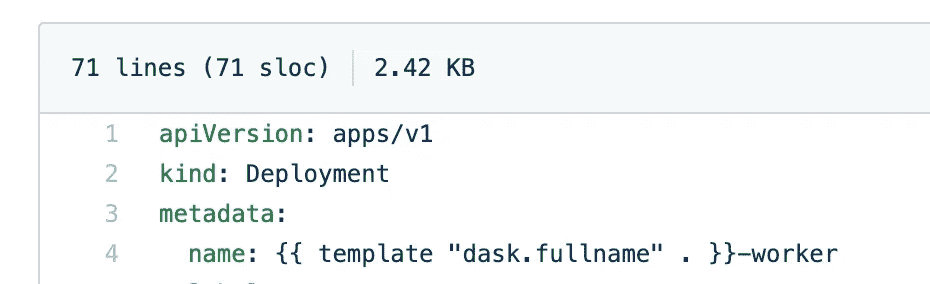 71 lines (71 sloc) 2.42 KB
1 apiVersion: apps/v1
2 kind: Deployment
3 metadata:
4 name: {{ template "dask.fullname" . }}-worker